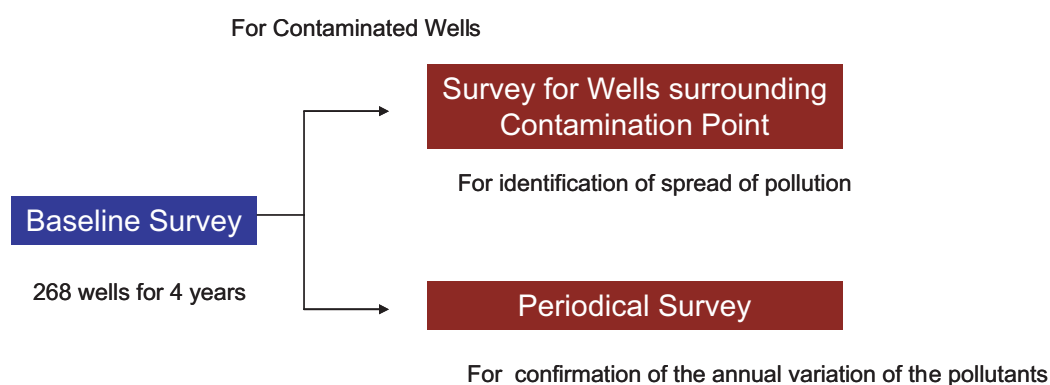 For Contaminated Wells
Survey for Wells surrounding
Contamination Point
For identification of spread of pollution
Baseline Survey
268 wells for 4 years
Periodical Survey
For confirmation of the annual variation of the pollutants